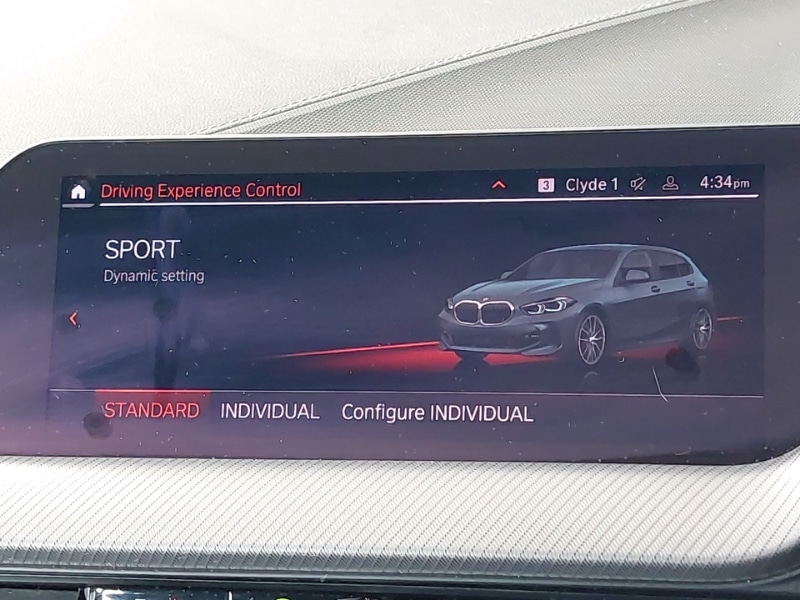 Driving Experience Control 3 Clyde 1 4:34pm
SPORT
Dynamic setting
STANDARD INDIVIDUAL Configure INDIVIDUAL